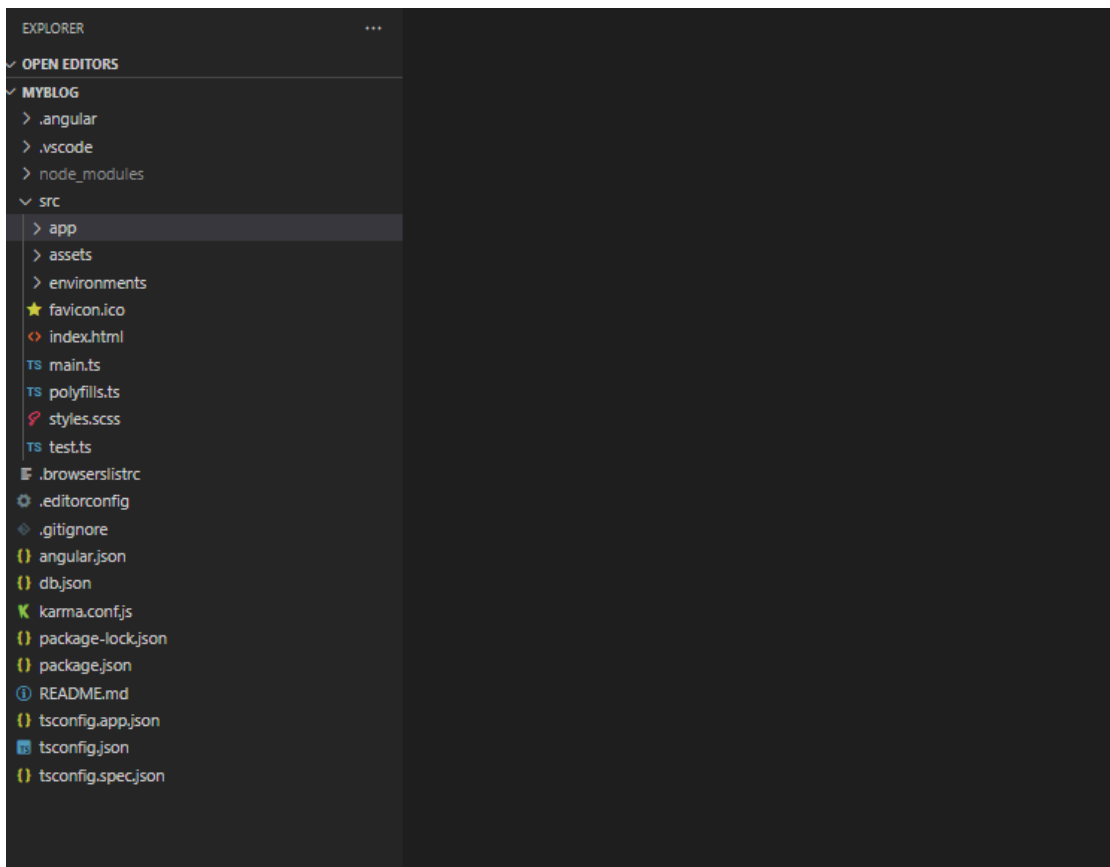 EXPLORER
OPEN EDITORS
MYBLOG
.angular
.vscode
node_modules
src
app
assets
environments
favicon.ico
index.html
TS main.ts
TS polyfills.ts
styles.scss
TS test.ts
.browserslistrc
.editorconfig
.gitignore
{} angular.json
{} db.json
karma.conf.js
{} package-lock.json
{} package.json
README.md
{} tsconfig.app.json
TS tsconfig.json
{} tsconfig.spec.json